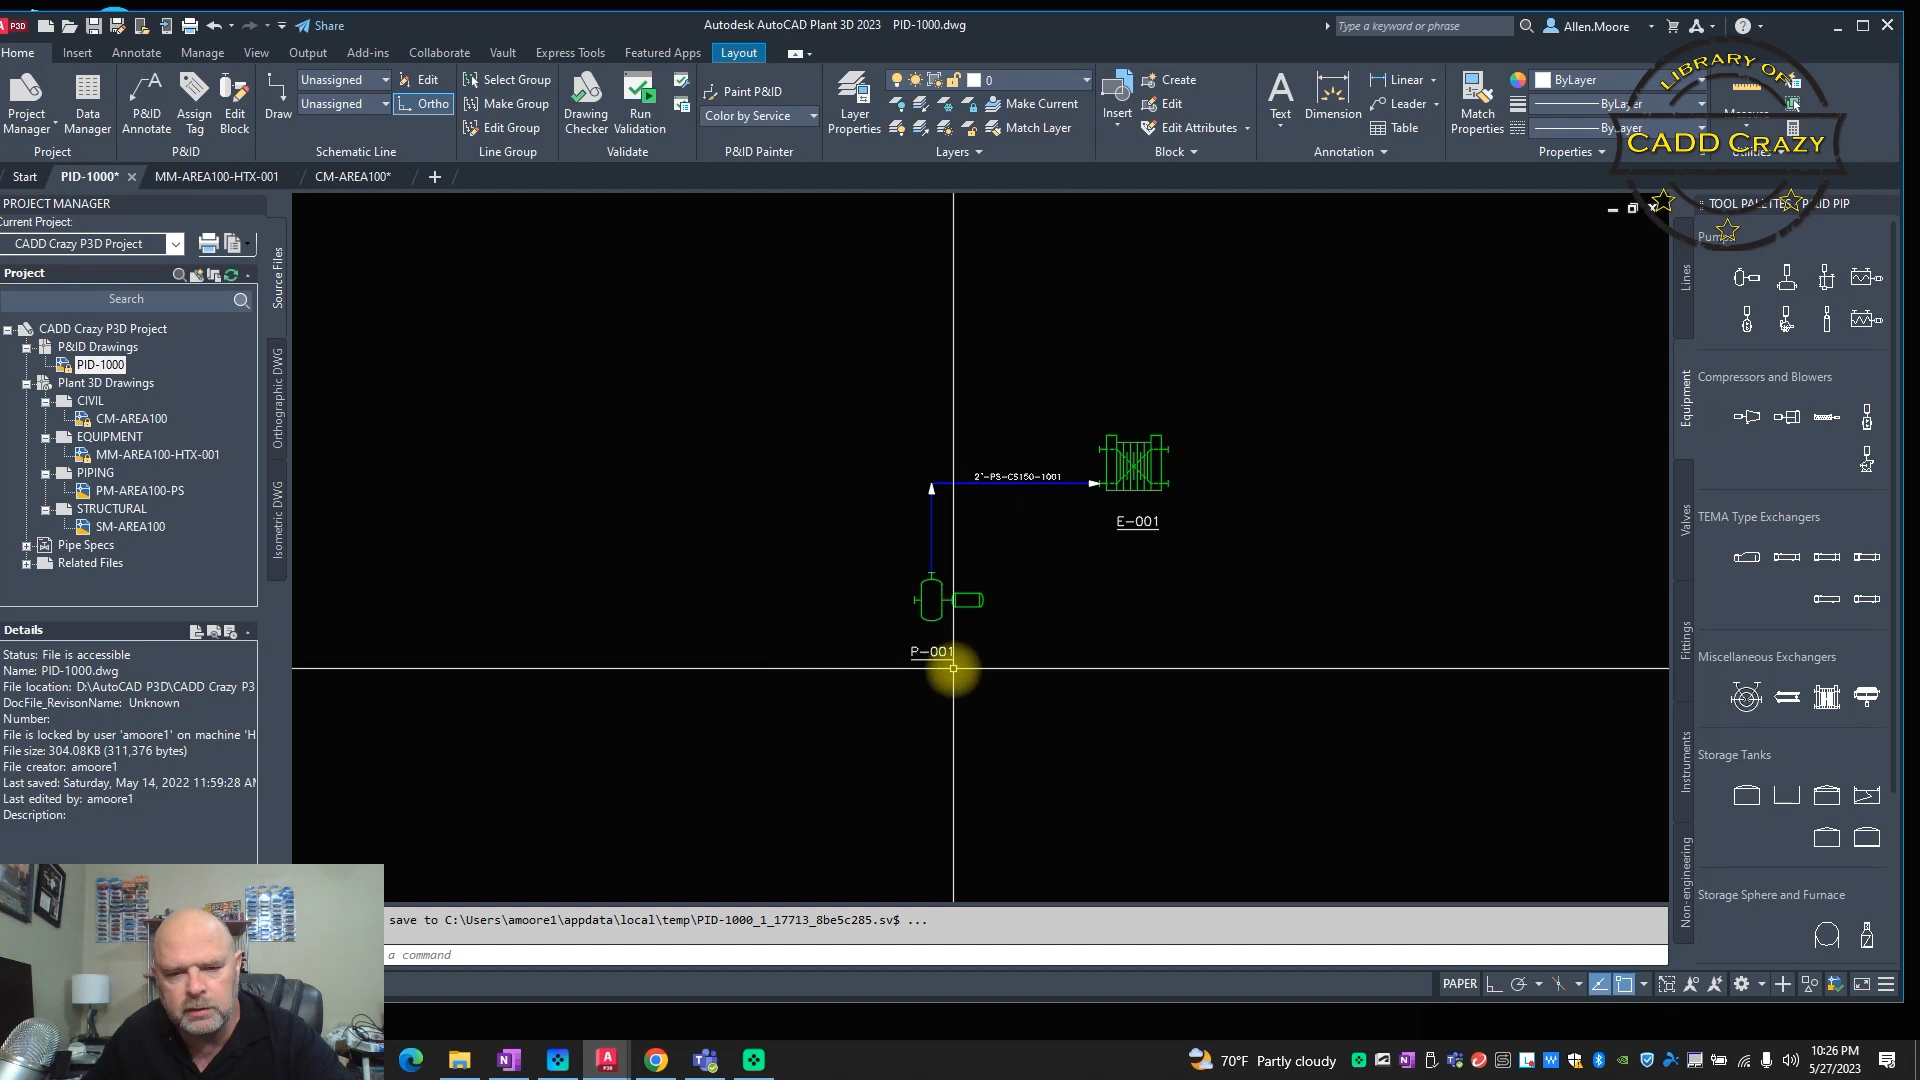 P3D
Share
Autodesk AutoCAD Plant 3D 2023 PID-1000.dwg
Type a keyword or phrase
Allen.Moore
Home Insert Annotate Manage View Output Add-ins Collaborate Vault Express Tools Featured Apps Layout
Project Manager
Data Manager
Project
P&ID Annotate
Assign Tag
Edit Block
P&ID
Draw
Unassigned
Unassigned
Edit
Ortho
Schematic Line
Select Group
Make Group
Edit Group
Line Group
Drawing Checker
Run Validation
Validate
Paint P&ID
Color by Service
P&ID Painter
Layer Properties
0
Make Current
Match Layer
Layers
Insert
Create
Edit
Edit Attributes
Block
Text
Dimension
Linear
Leader
Table
Annotation
Match Properties
ByLayer
ByLayer
ByLayer
Properties
LIBRARY OF
CADD CRAZY
Start PID-1000* MM-AREA100-HTX-001 CM-AREA100*
PROJECT MANAGER
Current Project:
CADD Crazy P3D Project
Project
Search
CADD Crazy P3D Project
P&ID Drawings
PID-1000
Plant 3D Drawings
CIVIL
CM-AREA100
EQUIPMENT
MM-AREA100-HTX-001
PIPING
PM-AREA100-PS
STRUCTURAL
SM-AREA100
Pipe Specs
Related Files
Source Files
Orthographic DWG
Isometric DWG
Details
Status: File is accessible
Name: PID-1000.dwg
File location: D:\AutoCAD P3D\CADD Crazy P3
DocFile_RevisonName: Unknown
Number:
File is locked by user 'amoore1' on machine 'H
File size: 304.08KB (311,376 bytes)
File creator: amoore1
Last saved: Saturday, May 14, 2022 11:59:28 AM
Last edited by: amoore1
Description:
2"-PS-CS150-1001
E-001
P-001
TOOL PALETTES - P&ID PIP
Pumps
Compressors and Blowers
TEMA Type Exchangers
Miscellaneous Exchangers
Storage Tanks
Storage Sphere and Furnace
Lines
Equipment
Valves
Fittings
Instruments
Non-engineering
save to C:\Users\amoore1\appdata\local\temp\PID-1000_1_17713_8be5c285.sv$ ...
a command
PAPER
70°F Partly cloudy
10:26 PM
5/27/2023